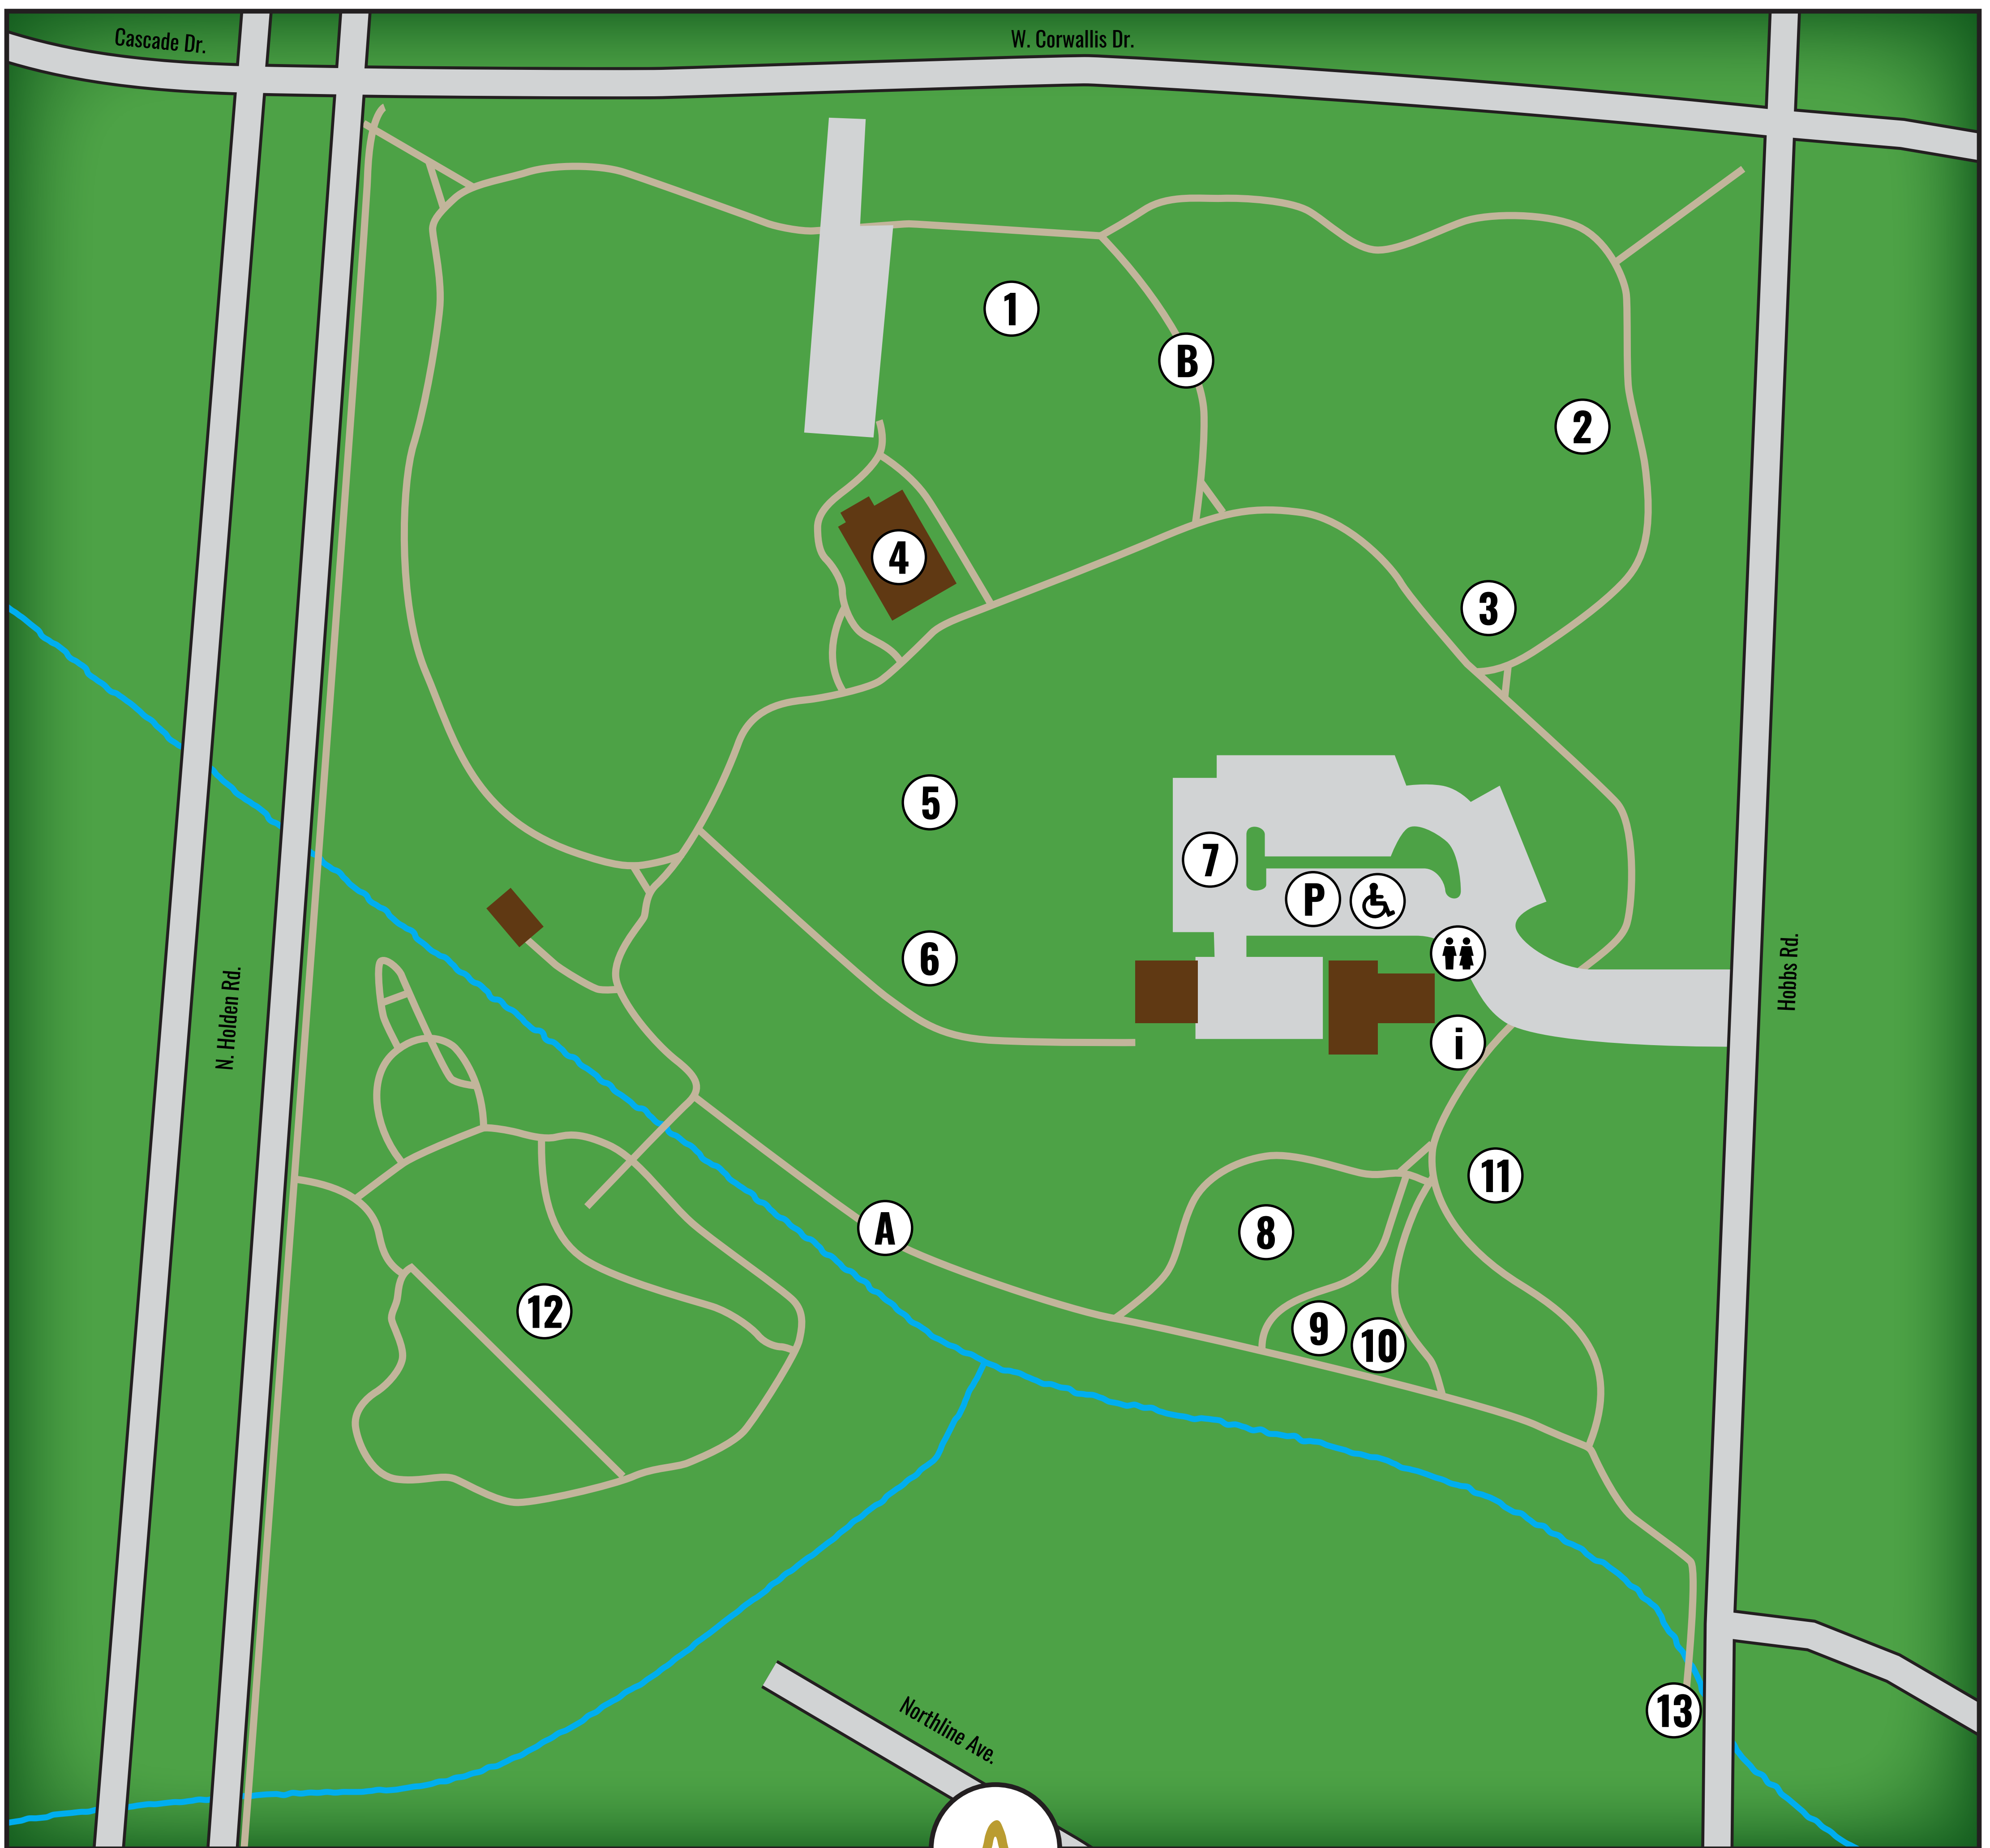 Cascade Dr.
W. Corwallis Dr.
1
B
2
4
3
5
7
P
6
i
N. Holden Rd.
Hobbs Rd.
11
A
8
12
9
10
13
Northline Ave.